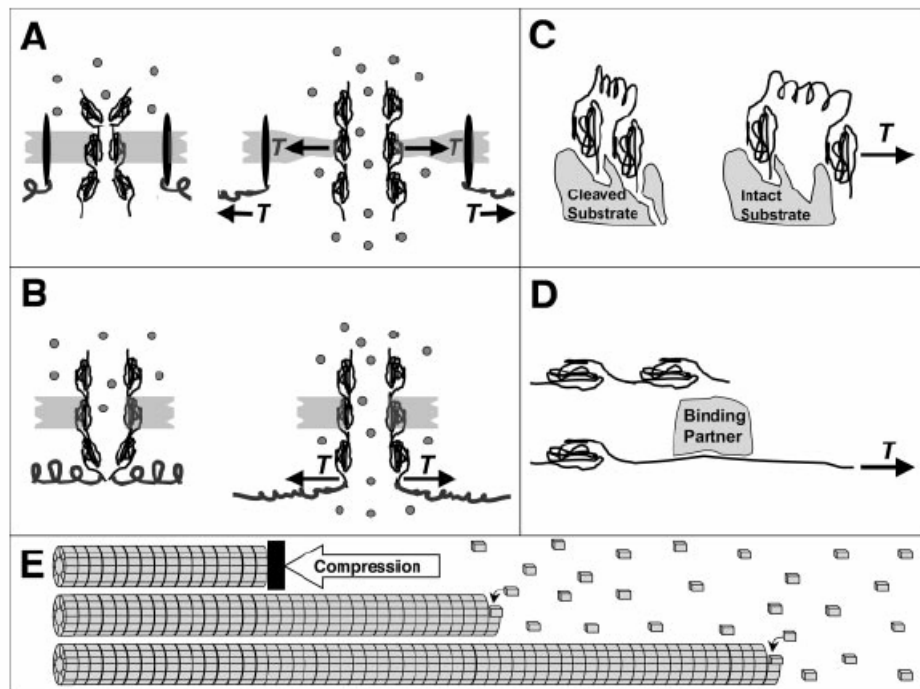 A
T
T
T
T
C
Cleaved
Substrate
Intact
Substrate
T
B
T
T
D
Binding
Partner
T
E
Compression